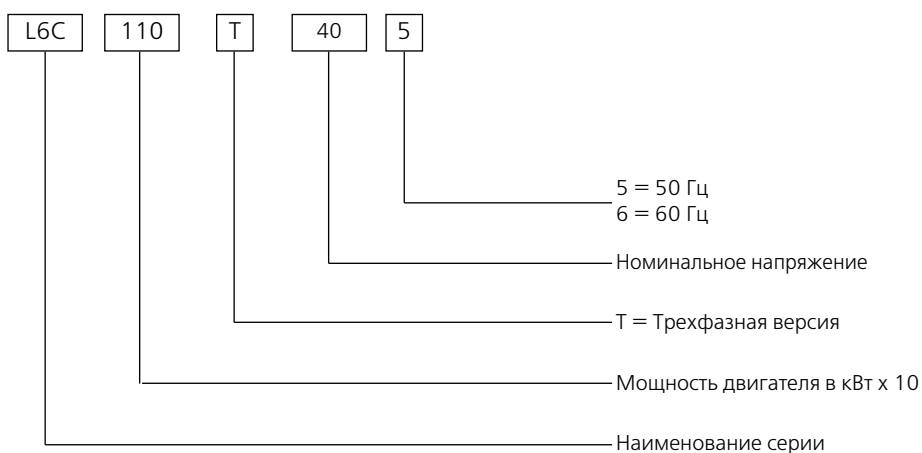 L6C 110 T 40 5
5 = 50 Гц
6 = 60 Гц
Номинальное напряжение
T = Трехфазная версия
Мощность двигателя в кВт x 10
Наименование серии